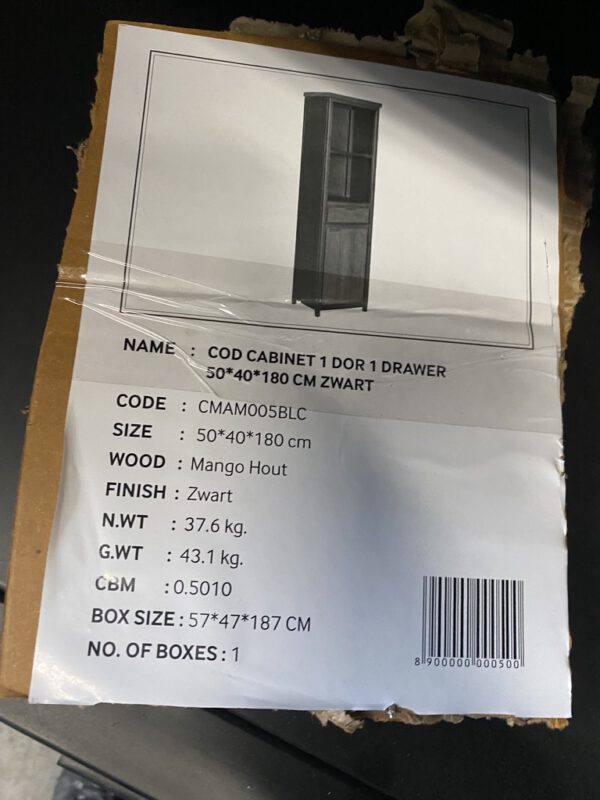 NAME : COD CABINET 1 DOR 1 DRAWER
50*40*180 CM ZWART
CODE : CMAM005BLC
SIZE : 50*40*180 cm
WOOD : Mango Hout
FINISH : Zwart
N.WT : 37.6 kg.
G.WT : 43.1 kg.
CBM : 0.5010
BOX SIZE : 57*47*187 CM
NO. OF BOXES : 1
8 900000 000500